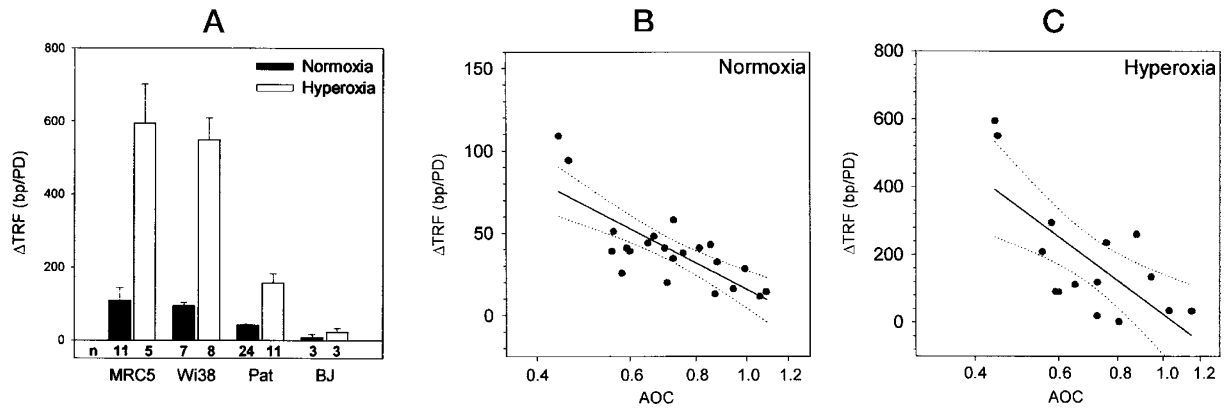 A
ΔTRF (bp/PD)
800
600
400
200
0
Normoxia
Hyperoxia
n 11 5 7 8 24 11 3 3
MRC5 Wi38 Pat BJ
B
Normoxia
ΔTRF (bp/PD)
150
100
50
0
0.4 0.6 0.8 1.0 1.2
AOC
C
Hyperoxia
ΔTRF (bp/PD)
800
600
400
200
0
0.4 0.6 0.8 1.0 1.2
AOC